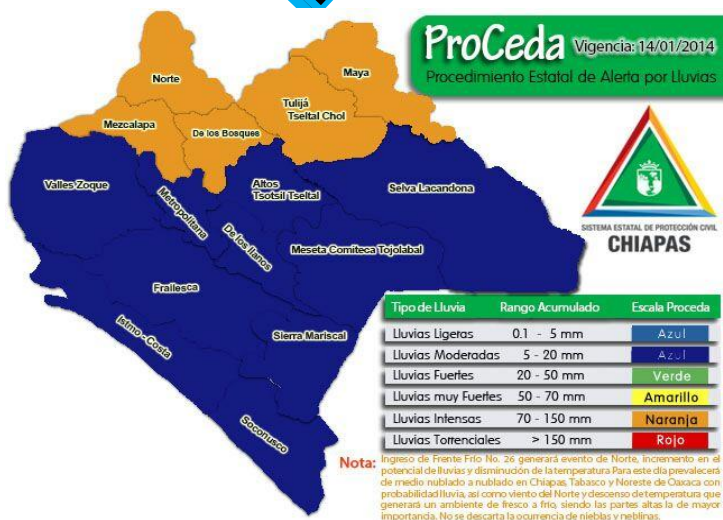 ProCeda Vigencia: 14/01/2014
Procedimiento Estatal de Alerta por Lluvias
Norte
Maya
Tulijá
Tseltal Chol
Mezcalapa
De los Bosques
Valles Zoque
Metropolitana
Altos
Tsotsil Tseltal
Selva Lacandona
De los llanos
Meseta Comiteca Tojolabal
Frailesca
Istmo - Costa
Sierra Mariscal
Soconusco
SISTEMA ESTATAL DE PROTECCIÓN CIVIL
CHIAPAS
Tipo de Lluvia Rango Acumulado Escala Proceda
Lluvias Ligeras 0.1 - 5 mm Azul
Lluvias Moderadas 5 - 20 mm Azul
Lluvias Fuertes 20 - 50 mm Verde
Lluvias muy Fuertes 50 - 70 mm Amarillo
Lluvias Intensas 70 - 150 mm Naranja
Lluvias Torrenciales > 150 mm Rojo
Nota: Ingreso de Frente Frío No. 26 generará evento de Norte, incremento en el
potencial de lluvias y disminución de la temperatura Para este día prevalecerá
de medio nublado a nublado en Chiapas, Tabasco y Noreste de Oaxaca con
probabilidad lluvia, así como viento del Norte y descenso de temperatura que
generará un ambiente de fresco a frío, siendo las partes altas la de mayor
importancia. No se descarta la ocurrencia de nieblas y neblinas.